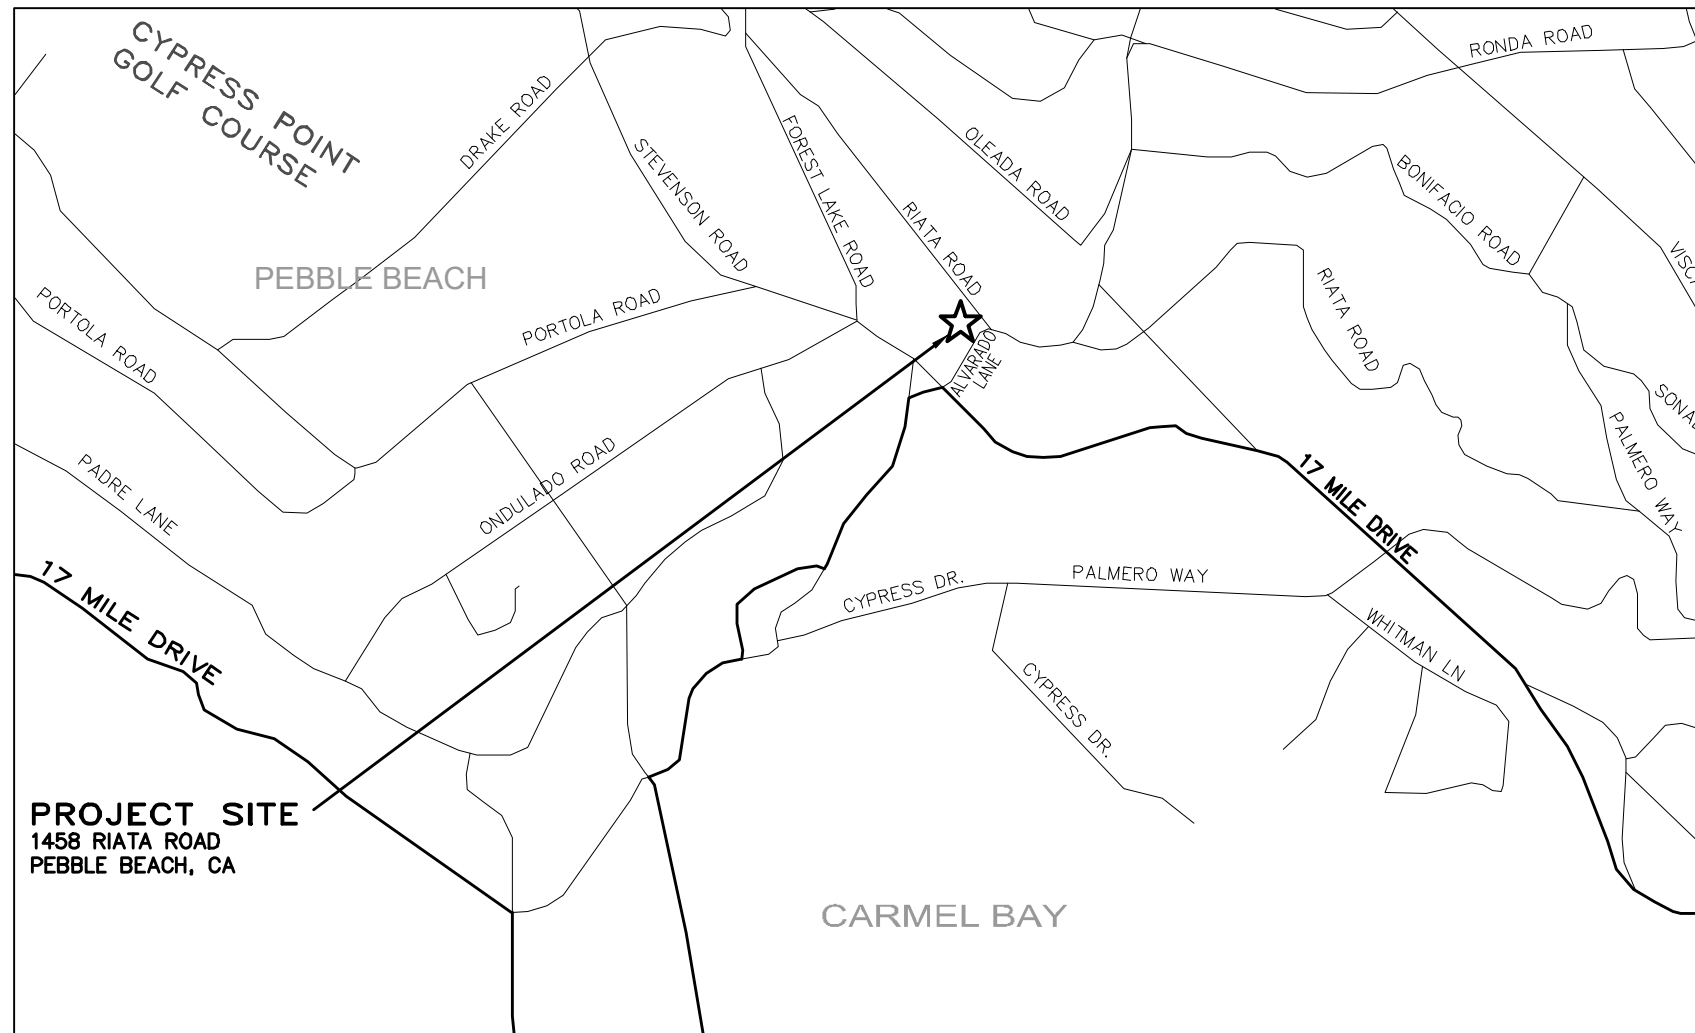 CYPRESS POINT
GOLF COURSE
DRAKE ROAD
RONDA ROAD
STEVENSON ROAD
FOREST LAKE ROAD
OLEADA ROAD
BONIFACIO ROAD
RIATA ROAD
PEBBLE BEACH
PORTOLA ROAD
PORTOLA ROAD
RIATA ROAD
ALVARADO
LANE
PALMERO WAY
ONDULADO ROAD
PADRE LANE
17 MILE DRIVE
17 MILE DRIVE
CYPRESS DR.
PALMERO WAY
WHITMAN LN
CYPRESS DR.
PROJECT SITE
1458 RIATA ROAD
PEBBLE BEACH, CA
CARMEL BAY